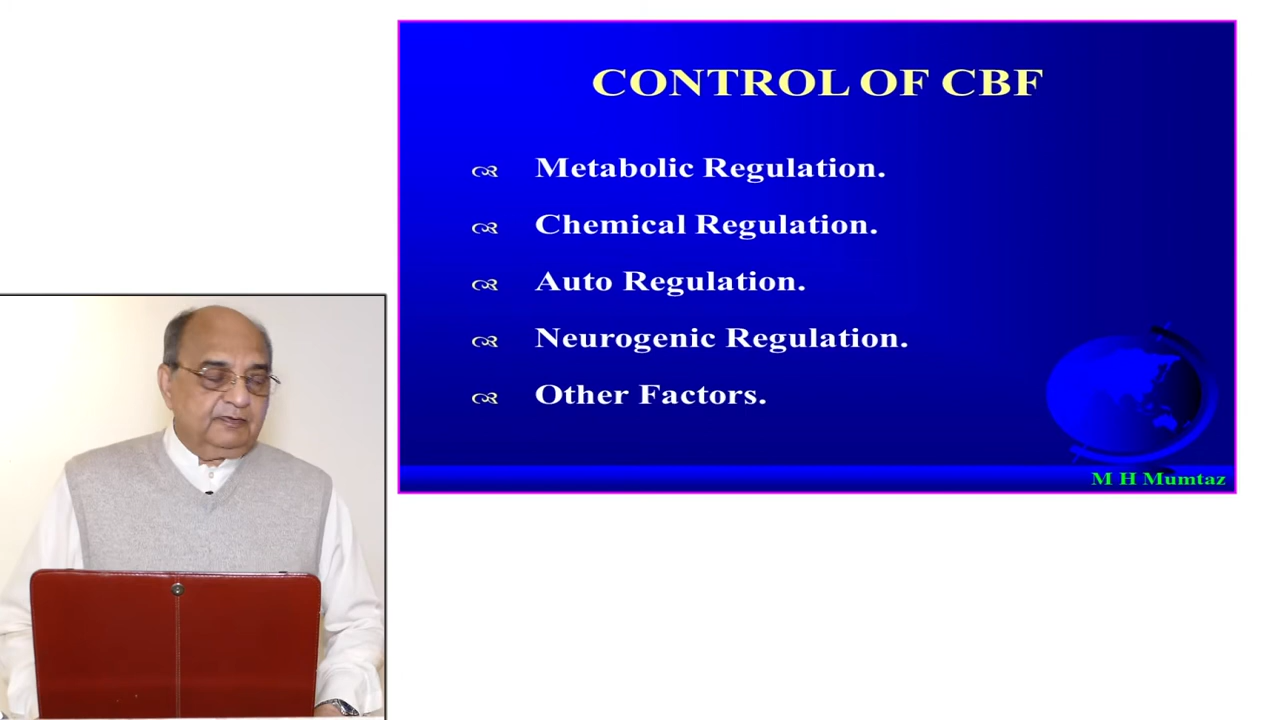 CONTROL OF CBF
Metabolic Regulation.
Chemical Regulation.
Auto Regulation.
Neurogenic Regulation.
Other Factors.
M H Mumtaz